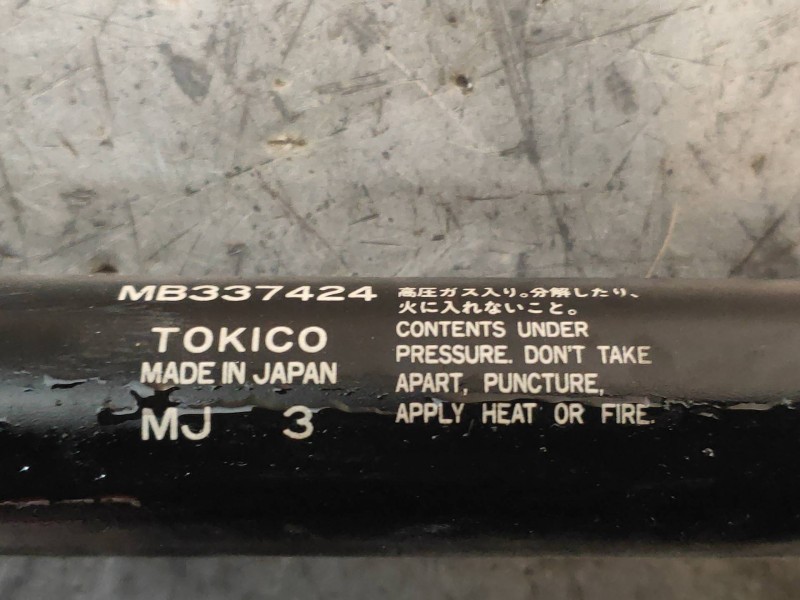 MB337424
TOKICO
MADE IN JAPAN
MJ 3
高圧ガス入り。分解したり、
火に入れないこと。
CONTENTS UNDER
PRESSURE. DON'T TAKE
APART, PUNCTURE,
APPLY HEAT OR FIRE.